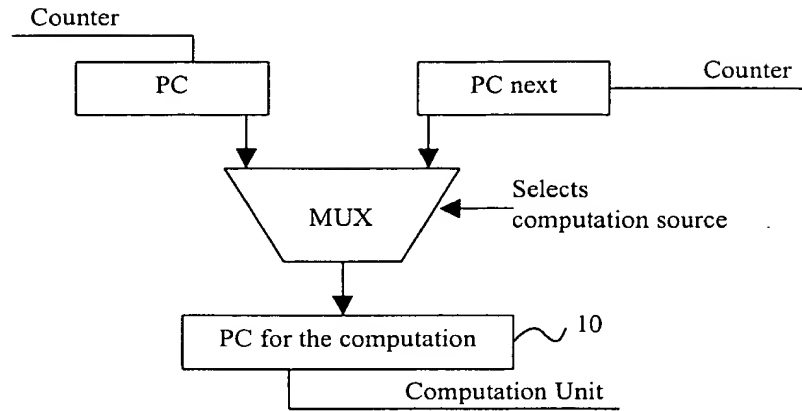 Counter
PC
PC next
Counter
MUX
Selects
computation source
PC for the computation
10
Computation Unit